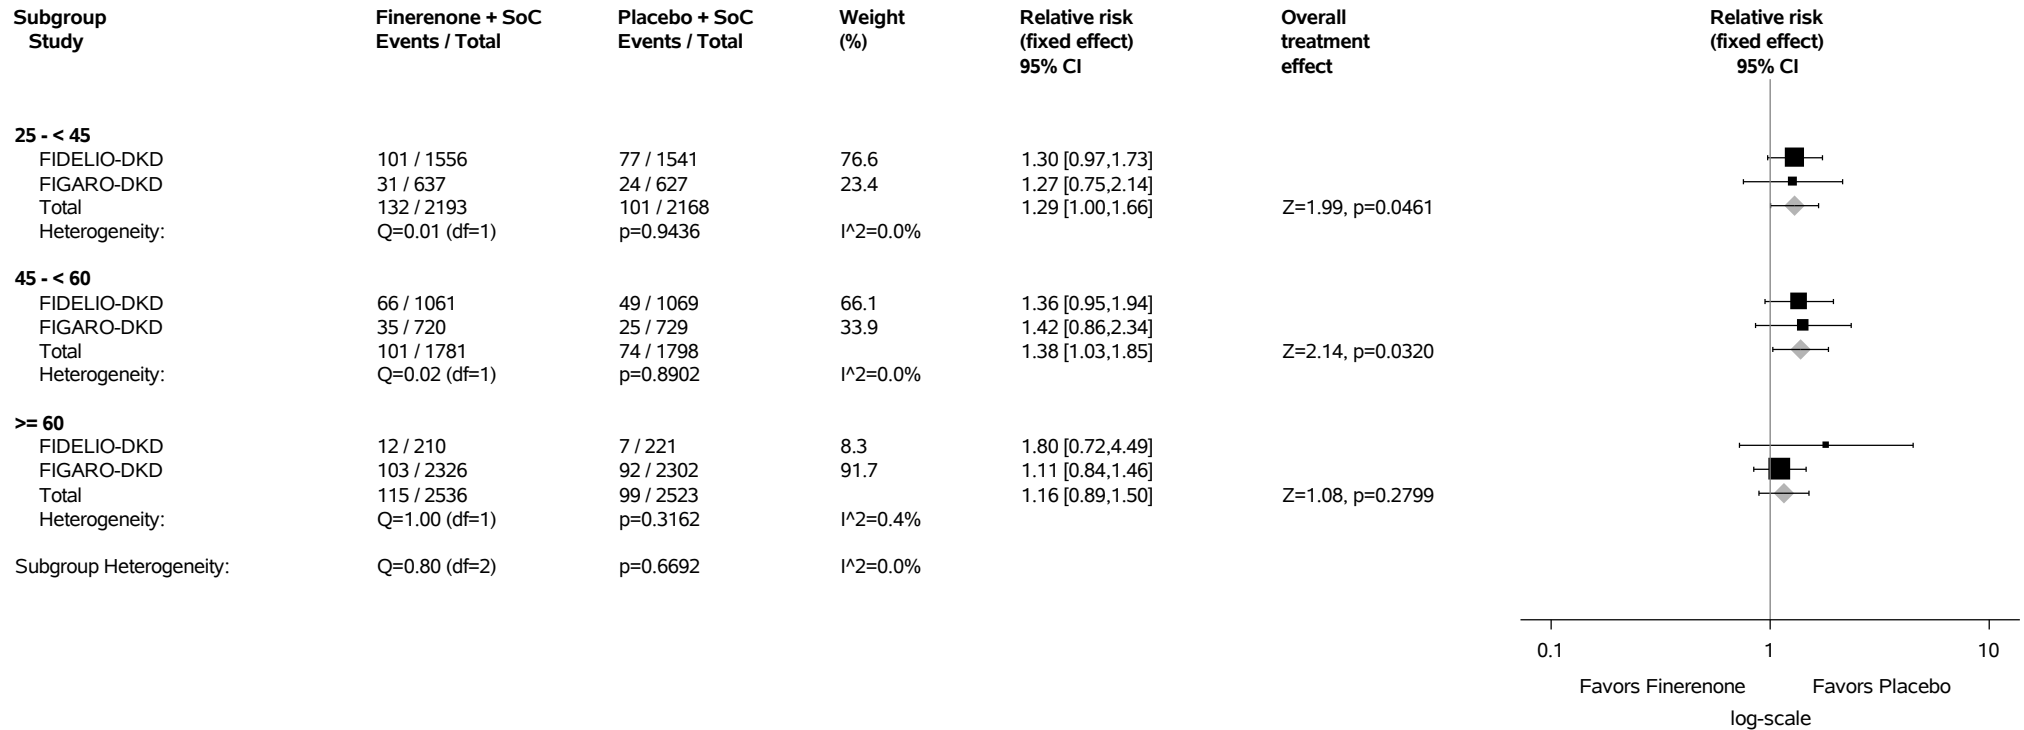 Subgroup Finerenone + SoC Placebo + SoC Weight Relative risk Overall Relative risk
Study Events / Total Events / Total (%) (fixed effect) treatment (fixed effect)
95% CI effect 95% CI
25 - < 45
FIDELIO-DKD 101 / 1556 77 / 1541 76.6 1.30 [0.97,1.73]
FIGARO-DKD 31 / 637 24 / 627 23.4 1.27 [0.75,2.14]
Total 132 / 2193 101 / 2168 1.29 [1.00,1.66] Z=1.99, p=0.0461
Heterogeneity: Q=0.01 (df=1) p=0.9436 I^2=0.0%
45 - < 60
FIDELIO-DKD 66 / 1061 49 / 1069 66.1 1.36 [0.95,1.94]
FIGARO-DKD 35 / 720 25 / 729 33.9 1.42 [0.86,2.34]
Total 101 / 1781 74 / 1798 1.38 [1.03,1.85] Z=2.14, p=0.0320
Heterogeneity: Q=0.02 (df=1) p=0.8902 I^2=0.0%
>= 60
FIDELIO-DKD 12 / 210 7 / 221 8.3 1.80 [0.72,4.49]
FIGARO-DKD 103 / 2326 92 / 2302 91.7 1.11 [0.84,1.46]
Total 115 / 2536 99 / 2523 1.16 [0.89,1.50] Z=1.08, p=0.2799
Heterogeneity: Q=1.00 (df=1) p=0.3162 I^2=0.4%
Subgroup Heterogeneity: Q=0.80 (df=2) p=0.6692 I^2=0.0%
0.1 1 10
Favors Finerenone Favors Placebo
log-scale